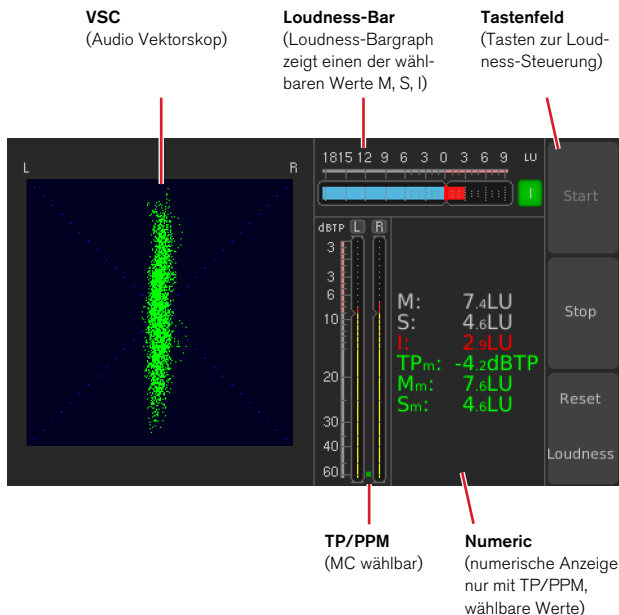 VSC
(Audio Vektorskop)
Loudness-Bar
(Loudness-Bargraph
zeigt einen der wähl-
baren Werte M, S, I)
Tastenfeld
(Tasten zur Loud-
ness-Steuerung)
L
R
1815 12 9 6 3 0 3 6 9 LU
I
Start
dBTP L R
3
3
6
10
20
30
40
60
M: 7.4LU
S: 4.6LU
I: 2.9LU
TPm: -4.2dBTP
Mm: 7.6LU
Sm: 4.6LU
Stop
Reset
Loudness
TP/PPM
(MC wählbar)
Numeric
(numerische Anzeige
nur mit TP/PPM,
wählbare Werte)